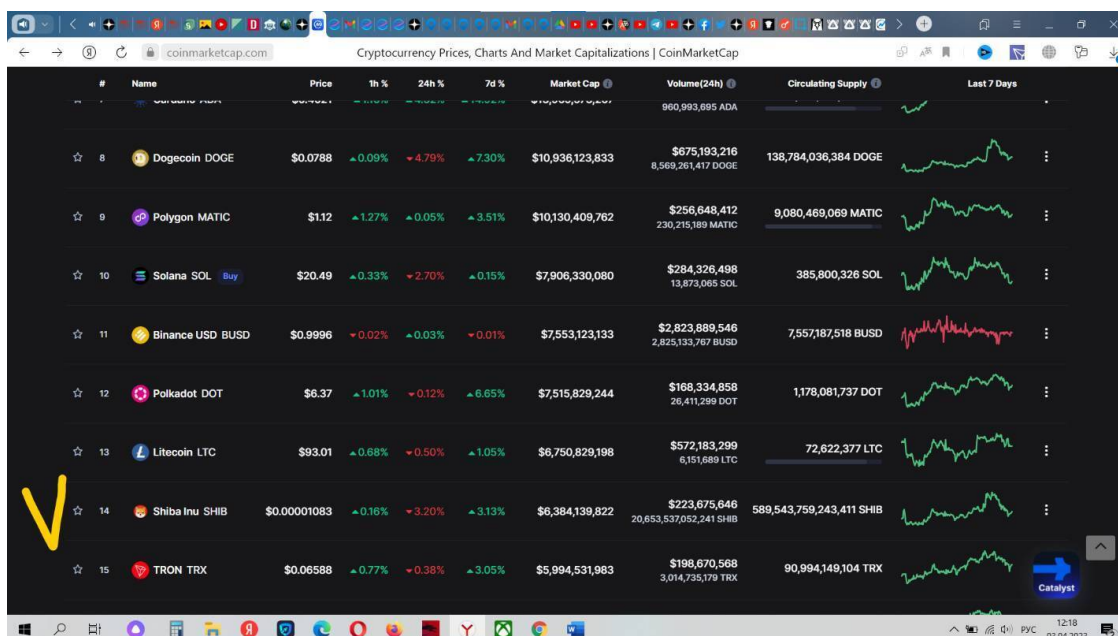 coinmarketcap.com Cryptocurrency Prices, Charts And Market Capitalizations | CoinMarketCap
# Name Price 1h % 24h % 7d % Market Cap Volume(24h) Circulating Supply Last 7 Days
960,993,695 ADA
8 Dogecoin DOGE $0.0788 0.09% 4.79% 7.30% $10,936,123,833 $675,193,216 138,784,036,384 DOGE
8,569,261,417 DOGE
9 Polygon MATIC $1.12 1.27% 0.05% 3.51% $10,130,409,762 $256,648,412 9,080,469,069 MATIC
230,215,189 MATIC
10 Solana SOL Buy $20.49 0.33% 2.70% 0.15% $7,906,330,080 $284,326,498 385,800,326 SOL
13,873,065 SOL
11 Binance USD BUSD $0.9996 0.02% 0.03% 0.01% $7,553,123,133 $2,823,889,546 7,557,187,518 BUSD
2,825,133,767 BUSD
12 Polkadot DOT $6.37 1.01% 0.12% 6.65% $7,515,829,244 $168,334,858 1,178,081,737 DOT
26,411,299 DOT
13 Litecoin LTC $93.01 0.68% 0.50% 1.05% $6,750,829,198 $572,183,299 72,622,377 LTC
6,151,689 LTC
14 Shiba Inu SHIB $0.00001083 0.16% 3.20% 3.13% $6,384,139,822 $223,675,646 589,543,759,243,411 SHIB
20,653,537,052,241 SHIB
15 TRON TRX $0.06588 0.77% 0.38% 3.05% $5,994,531,983 $198,670,568 90,994,149,104 TRX
3,014,735,179 TRX
Catalyst
РУС 12:18